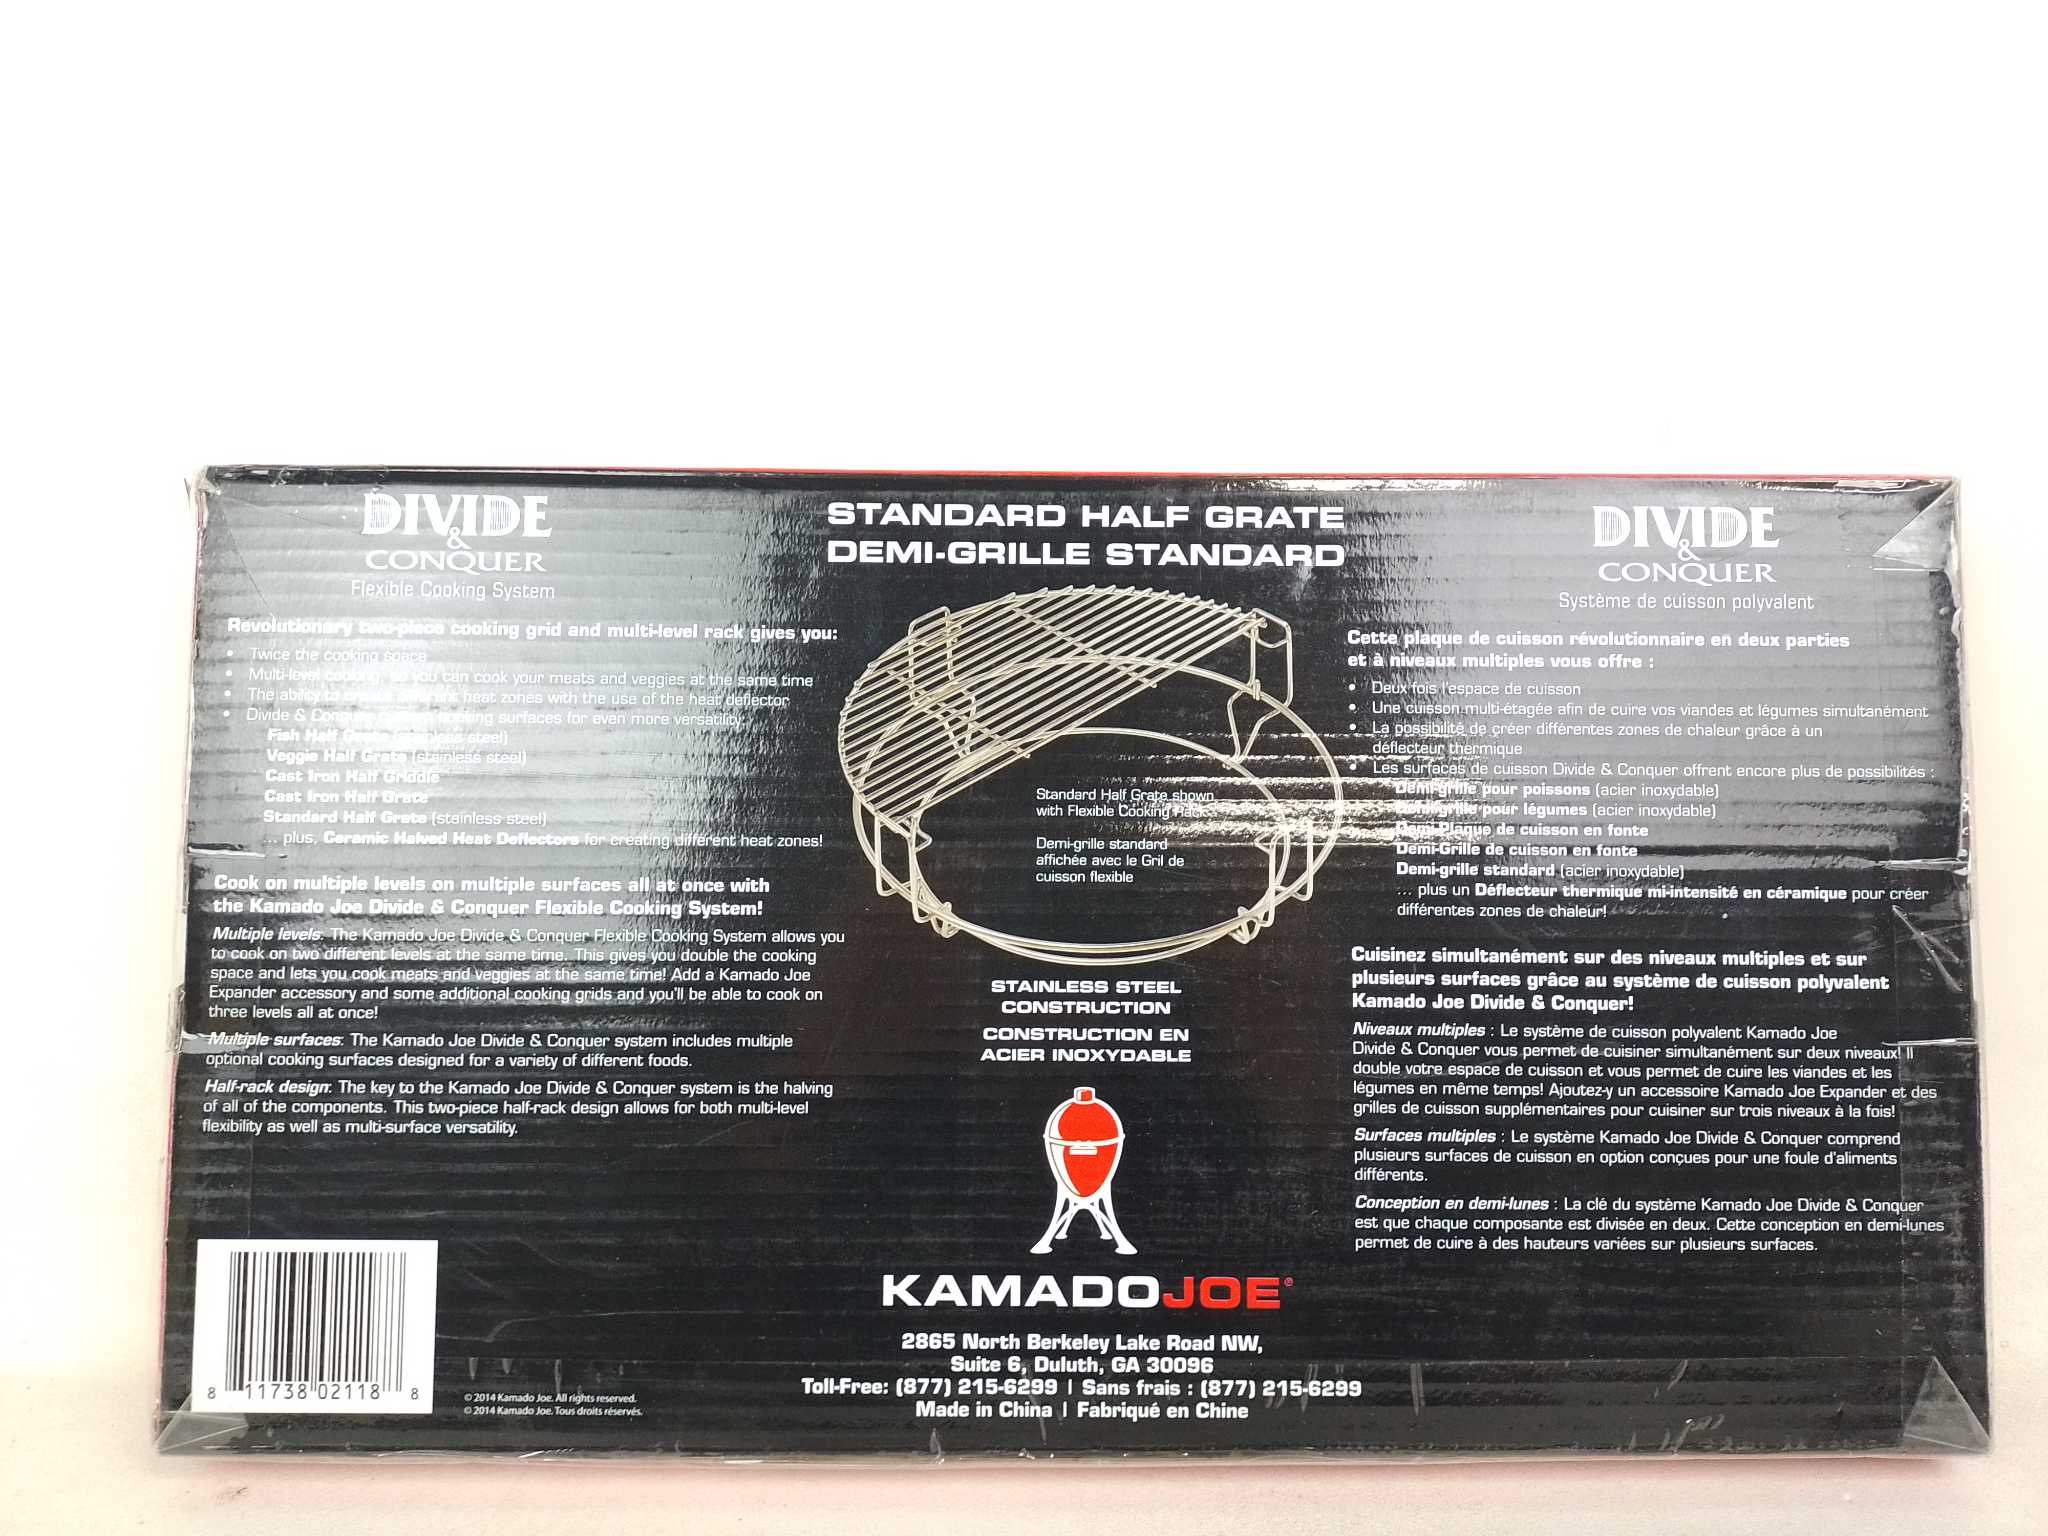 DIVIDE
&
CONQUER
Flexible Cooking System
Revolutionary two-piece cooking grid and multi-level rack gives you:
• Twice the cooking space
• Multi-level cooking, so you can cook your meats and veggies at the same time
• The ability to create different heat zones with the use of the heat deflector
• Divide & Conquer cooking surfaces for even more versatility:
Fish Half Grate (stainless steel)
Veggie Half Grate (stainless steel)
Cast Iron Half Griddle
Cast Iron Half Grate
Standard Half Grate (stainless steel)
... plus, Ceramic Halved Heat Deflectors for creating different heat zones!
Cook on multiple levels on multiple surfaces all at once with
the Kamado Joe Divide & Conquer Flexible Cooking System!
Multiple levels: The Kamado Joe Divide & Conquer Flexible Cooking System allows you
to cook on two different levels at the same time. This gives you double the cooking
space and lets you cook meats and veggies at the same time! Add a Kamado Joe
Expander accessory and some additional cooking grids and you'll be able to cook on
three levels all at once!
Multiple surfaces: The Kamado Joe Divide & Conquer system includes multiple
optional cooking surfaces designed for a variety of different foods.
Half-rack design: The key to the Kamado Joe Divide & Conquer system is the halving
of all of the components. This two-piece half-rack design allows for both multi-level
flexibility as well as multi-surface versatility.
8 11738 02118 8
© 2014 Kamado Joe. All rights reserved.
© 2014 Kamado Joe. Tous droits réservés.
STANDARD HALF GRATE
DEMI-GRILLE STANDARD
Standard Half Grate shown
with Flexible Cooking Rack
Demi-grille standard
affichée avec le Gril de
cuisson flexible
STAINLESS STEEL
CONSTRUCTION
CONSTRUCTION EN
ACIER INOXYDABLE
KAMADOJOE®
2865 North Berkeley Lake Road NW,
Suite 6, Duluth, GA 30096
Toll-Free: (877) 215-6299 | Sans frais : (877) 215-6299
Made in China | Fabriqué en Chine
DIVIDE
&
CONQUER
Système de cuisson polyvalent
Cette plaque de cuisson révolutionnaire en deux parties
et à niveaux multiples vous offre :
• Deux fois l'espace de cuisson
• Une cuisson multi-étagée afin de cuire vos viandes et légumes simultanément
• La possibilité de créer différentes zones de chaleur grâce à un
déflecteur thermique
• Les surfaces de cuisson Divide & Conquer offrent encore plus de possibilités :
Demi-grille pour poissons (acier inoxydable)
Demi-grille pour légumes (acier inoxydable)
Demi-Plaque de cuisson en fonte
Demi-Grille de cuisson en fonte
Demi-grille standard (acier inoxydable)
... plus un Déflecteur thermique mi-intensité en céramique pour créer
différentes zones de chaleur!
Cuisinez simultanément sur des niveaux multiples et sur
plusieurs surfaces grâce au système de cuisson polyvalent
Kamado Joe Divide & Conquer!
Niveaux multiples : Le système de cuisson polyvalent Kamado Joe
Divide & Conquer vous permet de cuisiner simultanément sur deux niveaux! Il
double votre espace de cuisson et vous permet de cuire les viandes et les
légumes en même temps! Ajoutez-y un accessoire Kamado Joe Expander et des
grilles de cuisson supplémentaires pour cuisiner sur trois niveaux à la fois!
Surfaces multiples : Le système Kamado Joe Divide & Conquer comprend
plusieurs surfaces de cuisson en option conçues pour une foule d'aliments
différents.
Conception en demi-lunes : La clé du système Kamado Joe Divide & Conquer
est que chaque composante est divisée en deux. Cette conception en demi-lunes
permet de cuire à des hauteurs variées sur plusieurs surfaces.